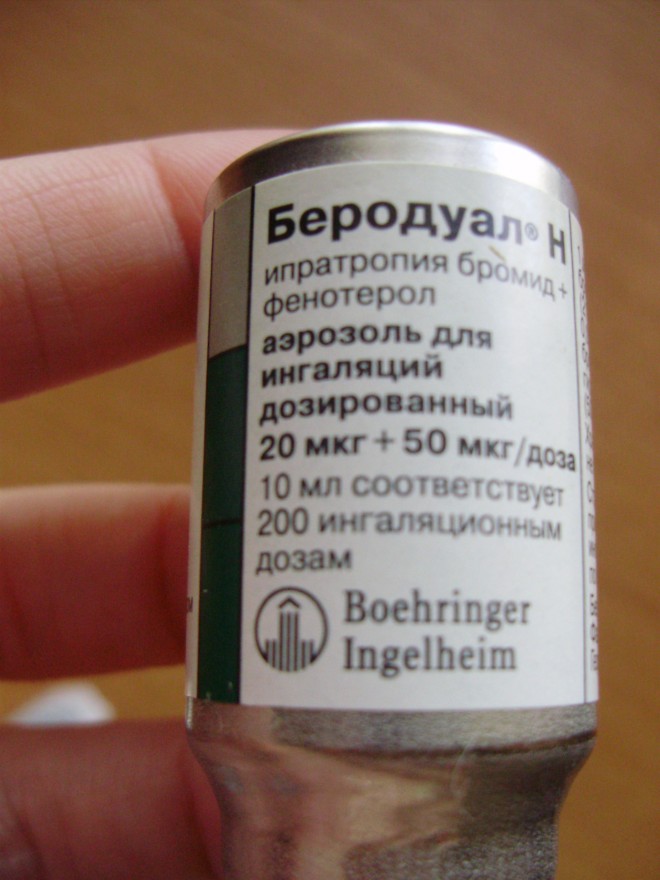 Беродуал® Н
ипратропия бромид +
фенотерол
аэрозоль для
ингаляций
дозированный
20 мкг + 50 мкг/доза
10 мл соответствует
200 ингаляционным
дозам
Boehringer
Ingelheim